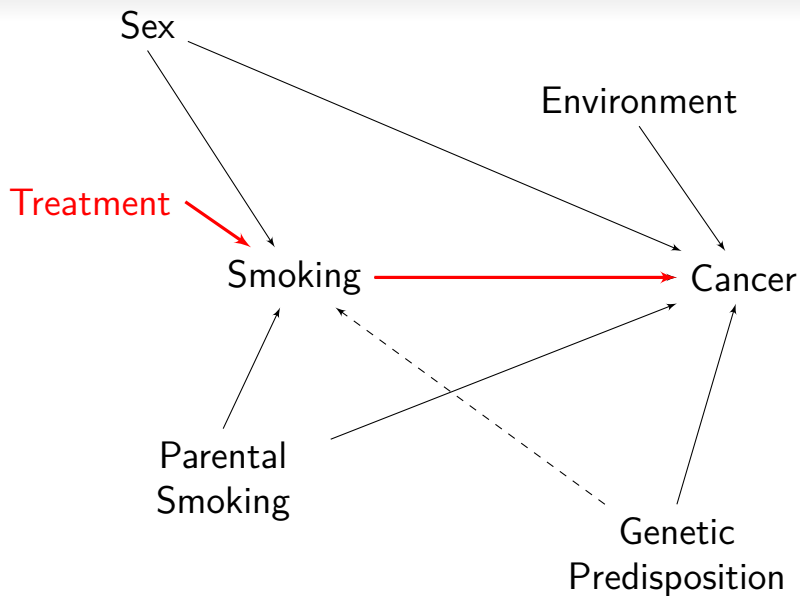 Sex
Environment
Treatment
Smoking
Cancer
Parental
Smoking
Genetic
Predisposition